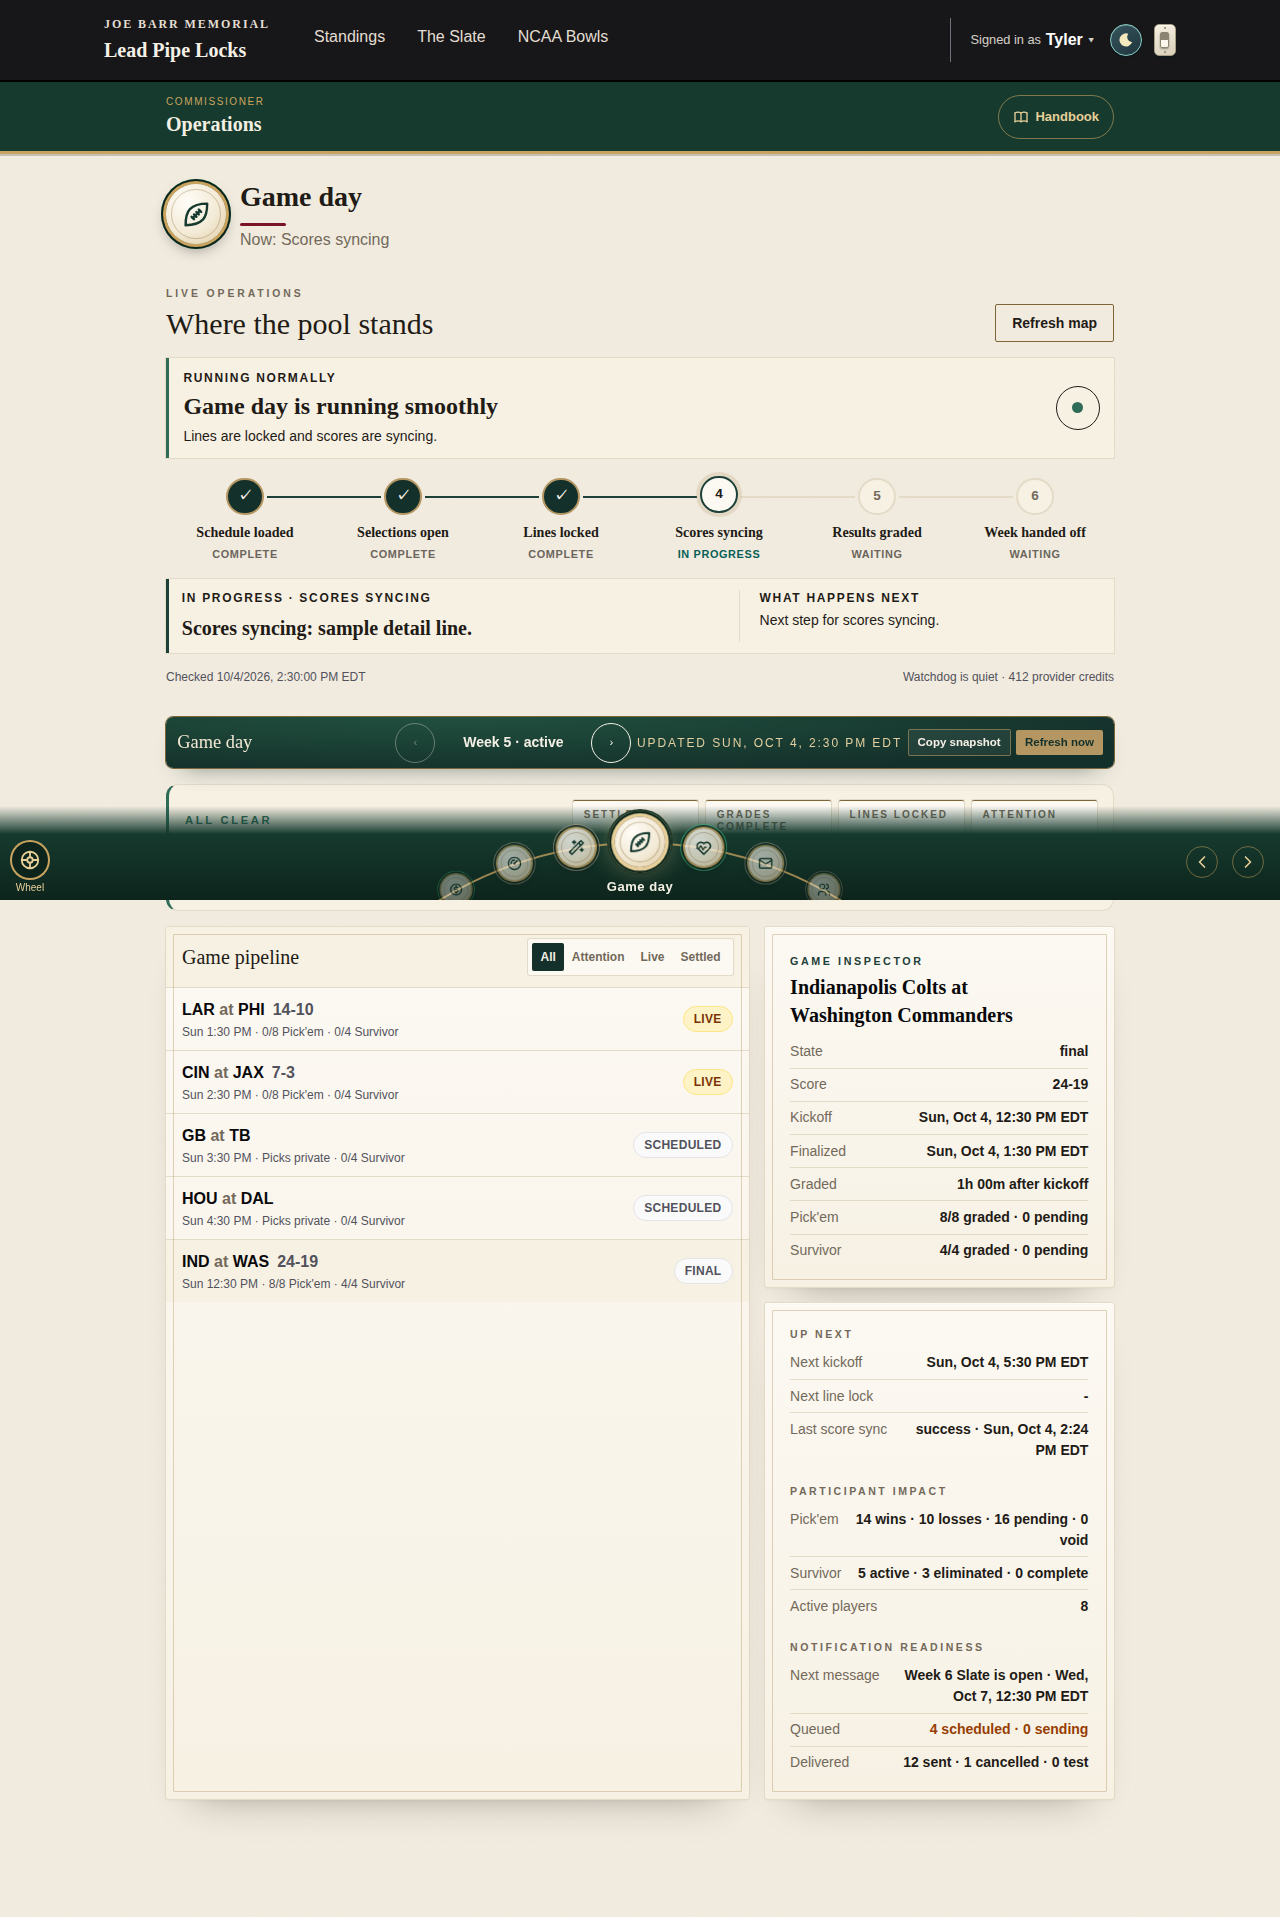 JOE BARR MEMORIAL
Lead Pipe Locks
Standings The Slate NCAA Bowls
Signed in as Tyler
COMMISSIONER
Operations
Handbook
Game day
Now: Scores syncing
LIVE OPERATIONS
Where the pool stands
Refresh map
RUNNING NORMALLY
Game day is running smoothly
Lines are locked and scores are syncing.
4 5 6
Schedule loaded Selections open Lines locked Scores syncing Results graded Week handed off
COMPLETE COMPLETE COMPLETE IN PROGRESS WAITING WAITING
IN PROGRESS · SCORES SYNCING
Scores syncing: sample detail line.
WHAT HAPPENS NEXT
Next step for scores syncing.
Checked 10/4/2026, 2:30:00 PM EDT
Watchdog is quiet · 412 provider credits
Game day
‹ Week 5 · active ›
UPDATED SUN, OCT 4, 2:30 PM EDT
Copy snapshot
Refresh now
ALL CLEAR
GRADES COMPLETE
LINES LOCKED
ATTENTION
Wheel
Game day
Game pipeline
All Attention Live Settled
LAR at PHI 14-10
Sun 1:30 PM · 0/8 Pick'em · 0/4 Survivor
LIVE
CIN at JAX 7-3
Sun 2:30 PM · 0/8 Pick'em · 0/4 Survivor
LIVE
GB at TB
Sun 3:30 PM · Picks private · 0/4 Survivor
SCHEDULED
HOU at DAL
Sun 4:30 PM · Picks private · 0/4 Survivor
SCHEDULED
IND at WAS 24-19
Sun 12:30 PM · 8/8 Pick'em · 4/4 Survivor
FINAL
GAME INSPECTOR
Indianapolis Colts at
Washington Commanders
State final
Score 24-19
Kickoff Sun, Oct 4, 12:30 PM EDT
Finalized Sun, Oct 4, 1:30 PM EDT
Graded 1h 00m after kickoff
Pick'em 8/8 graded · 0 pending
Survivor 4/4 graded · 0 pending
UP NEXT
Next kickoff Sun, Oct 4, 5:30 PM EDT
Next line lock -
Last score sync success · Sun, Oct 4, 2:24
PM EDT
PARTICIPANT IMPACT
Pick'em 14 wins · 10 losses · 16 pending · 0
void
Survivor 5 active · 3 eliminated · 0 complete
Active players 8
NOTIFICATION READINESS
Next message Week 6 Slate is open · Wed,
Oct 7, 12:30 PM EDT
Queued 4 scheduled · 0 sending
Delivered 12 sent · 1 cancelled · 0 test